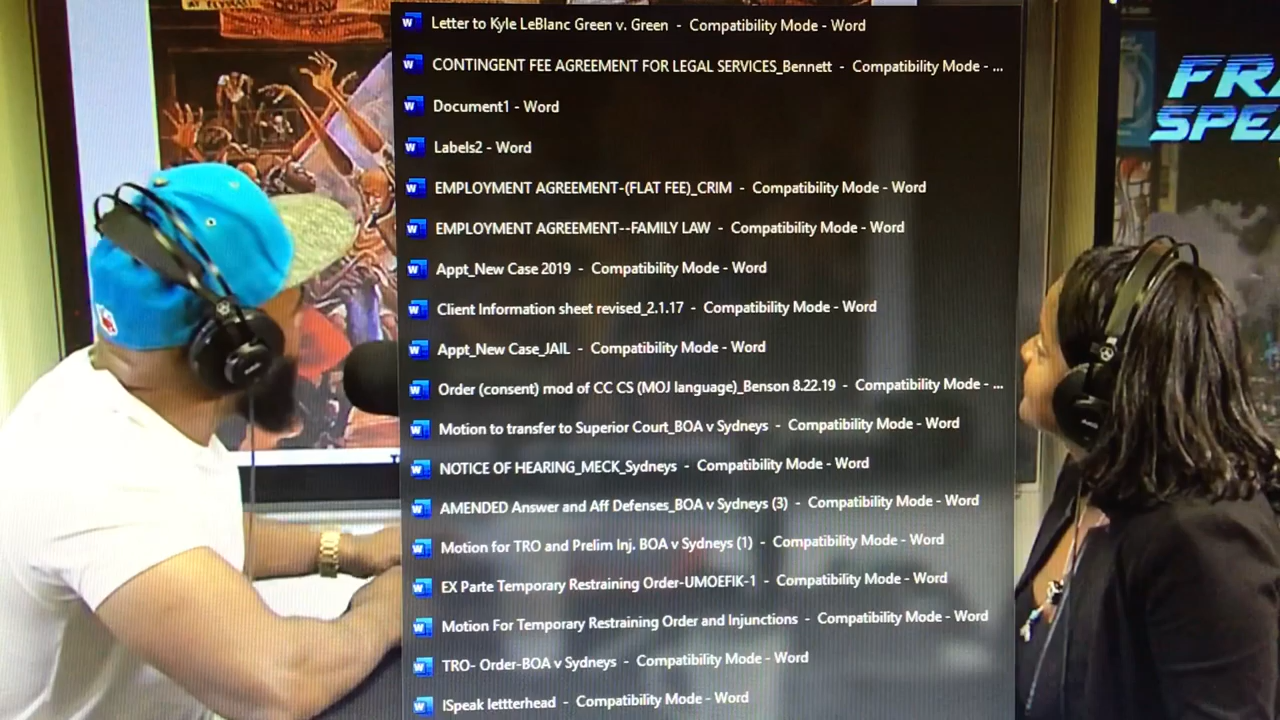 Letter to Kyle LeBlanc Green v. Green - Compatibility Mode - Word
CONTINGENT FEE AGREEMENT FOR LEGAL SERVICES_Bennett - Compatibility Mode - ...
Document1 - Word
Labels2 - Word
EMPLOYMENT AGREEMENT-(FLAT FEE)_CRIM - Compatibility Mode - Word
EMPLOYMENT AGREEMENT--FAMILY LAW - Compatibility Mode - Word
Appt_New Case 2019 - Compatibility Mode - Word
Client Information sheet revised_2.1.17 - Compatibility Mode - Word
Appt_New Case_JAIL - Compatibility Mode - Word
Order (consent) mod of CC CS (MOJ language)_Benson 8.22.19 - Compatibility Mode - ...
Motion to transfer to Superior Court_BOA v Sydneys - Compatibility Mode - Word
NOTICE OF HEARING_MECK_Sydneys - Compatibility Mode - Word
AMENDED Answer and Aff Defenses_BOA v Sydneys (3) - Compatibility Mode - Word
Motion for TRO and Prelim Inj. BOA v Sydneys (1) - Compatibility Mode - Word
EX Parte Temporary Restraining Order-UMOEFIK-1 - Compatibility Mode - Word
Motion For Temporary Restraining Order and Injunctions - Compatibility Mode - Word
TRO- Order-BOA v Sydneys - Compatibility Mode - Word
ISpeak lettterhead - Compatibility Mode - Word
FRA
SPEA